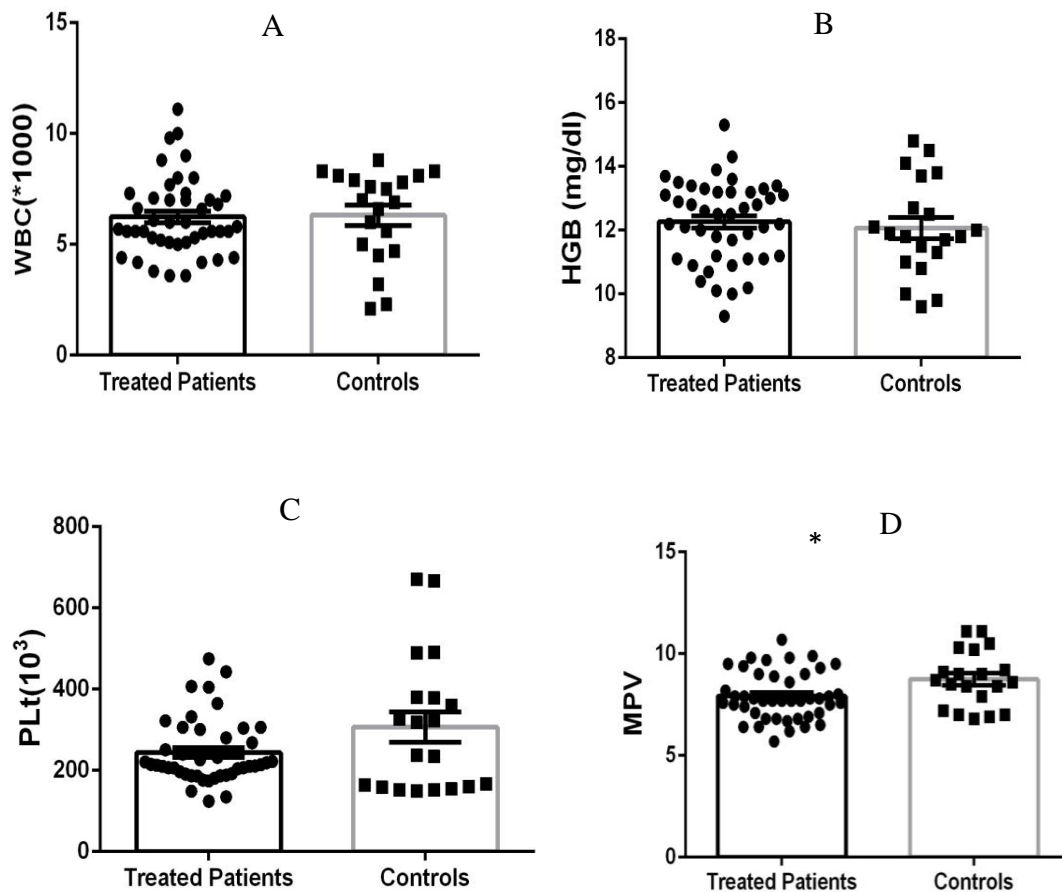 A
WBC(*1000)
15
10
5
0
Treated Patients
Controls
B
HGB (mg/dl)
18
16
14
12
10
8
Treated Patients
Controls
C
PLt(10³)
800
600
400
200
0
Treated Patients
Controls
* D
MPV
15
10
5
0
Treated Patients
Controls